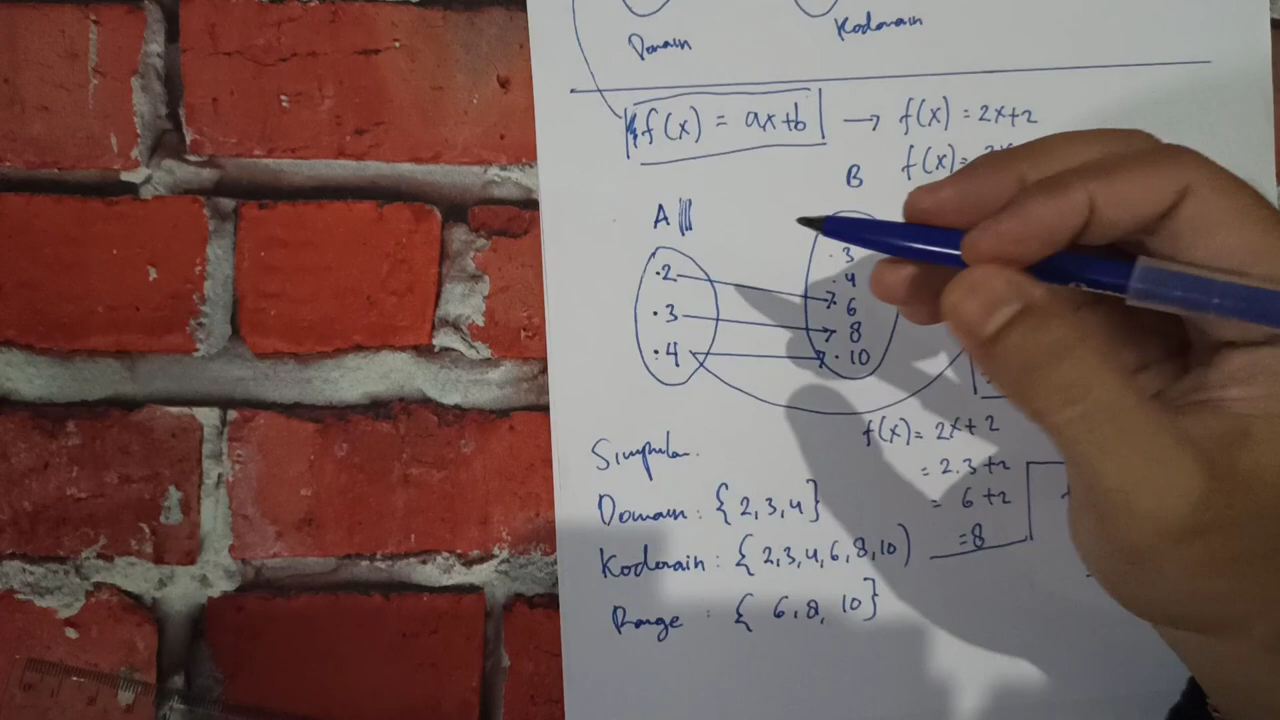 Domain
Kodomain
f(x) = ax+b → f(x) = 2x+2
f(x) =
A B
.2 . 3
.3 . 4
.4 . 6
8
. 10
f(x) = 2x+2
= 2.3+2
= 6+2
= 8
Simpulan
Domain : {2,3,4}
Kodomain : {2,3,4,6,8,10)
Range : {6,8,10}